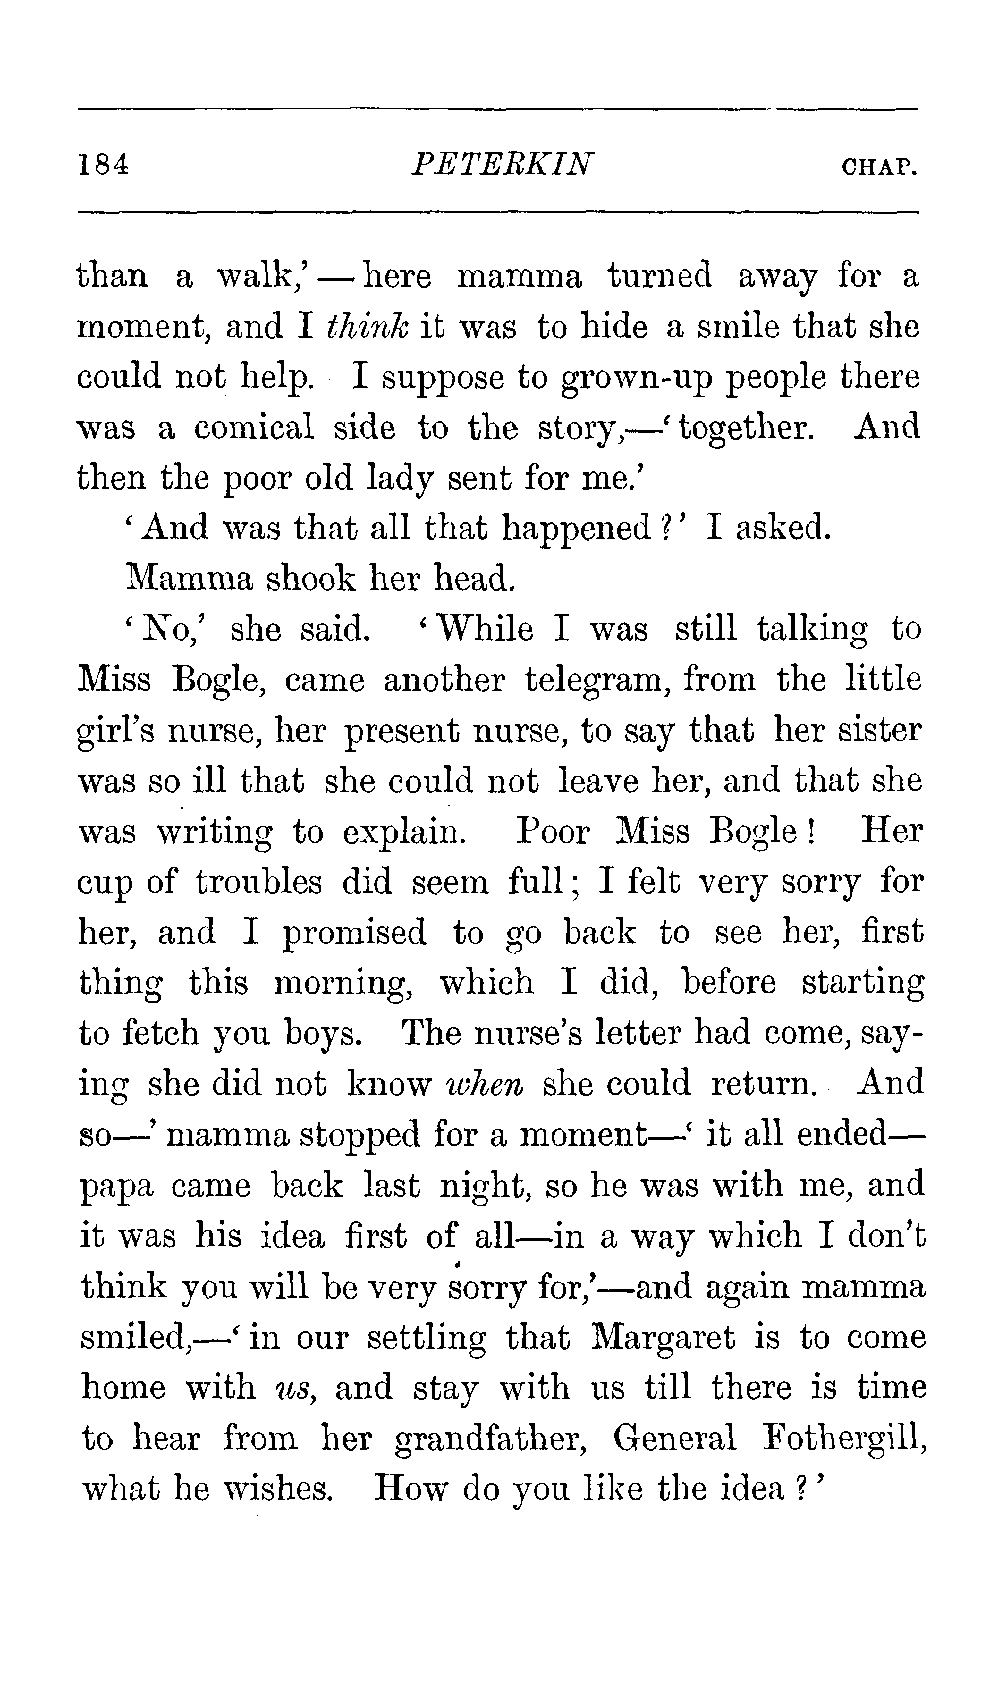 184 PETERKIN CHAP.
than a walk,’ — here mamma turned away for a
moment, and I think it was to hide a smile that she
could not help. I suppose to grown-up people there
was a comical side to the story,—‘together. And
then the poor old lady sent for me.’
‘And was that all that happened?’ I asked.
Mamma shook her head.
‘No,’ she said. ‘While I was still talking to
Miss Bogle, came another telegram, from the little
girl’s nurse, her present nurse, to say that her sister
was so ill that she could not leave her, and that she
was writing to explain. Poor Miss Bogle! Her
cup of troubles did seem full; I felt very sorry for
her, and I promised to go back to see her, first
thing this morning, which I did, before starting
to fetch you boys. The nurse’s letter had come, say-
ing she did not know when she could return. And
so—’ mamma stopped for a moment—‘ it all ended—
papa came back last night, so he was with me, and
it was his idea first of all—in a way which I don’t
think you will be very sorry for,’—and again mamma
smiled,—‘in our settling that Margaret is to come
home with us, and stay with us till there is time
to hear from her grandfather, General Fothergill,
what he wishes. How do you like the idea?’